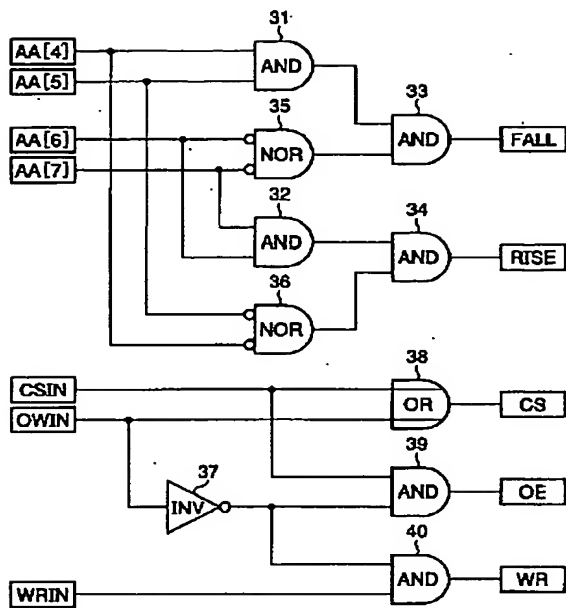 31
AA[4]
AND
AA[5]
33
35
AA[6]
AND
FALL
NOR
AA[7]
32
34
AND
AND
RISE
36
NOR
38
CSIN
OR
CS
OWIN
39
37
AND
OE
INV
40
AND
WR
WRIN